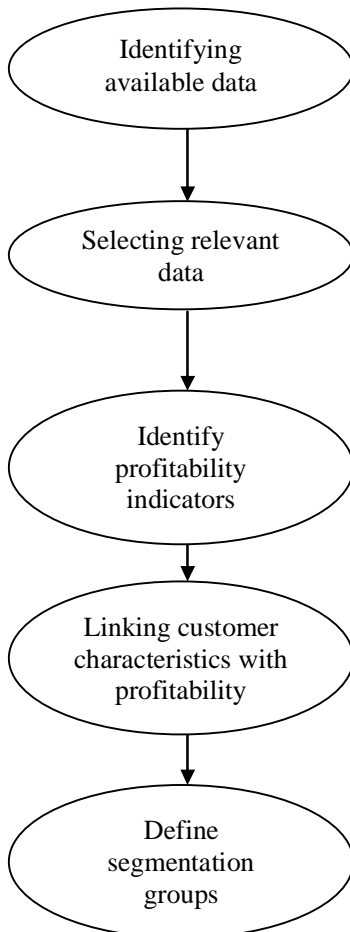 Identifying
available data
Selecting relevant
data
Identify
profitability
indicators
Linking customer
characteristics with
profitability
Define
segmentation
groups